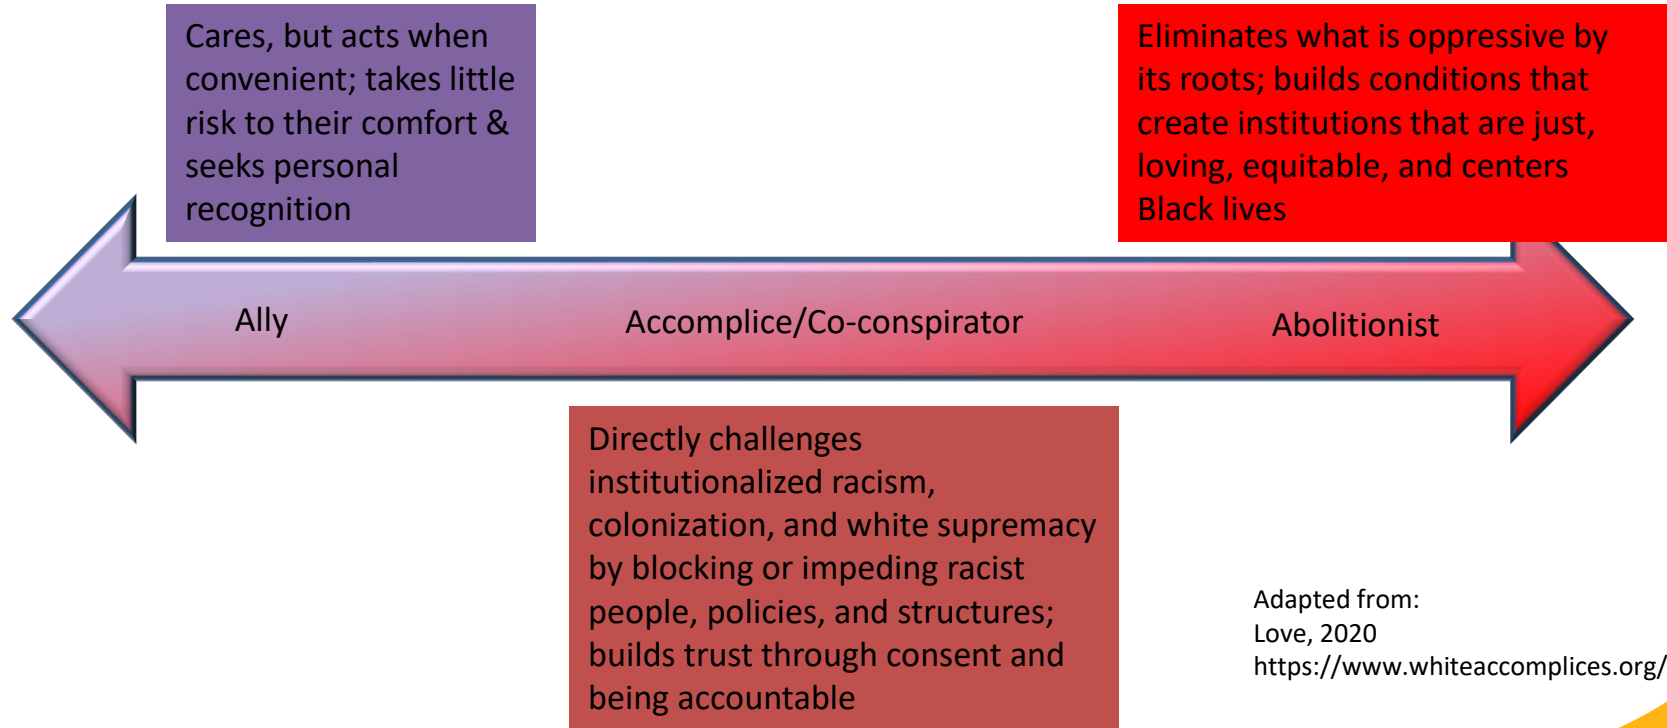 Cares, but acts when
convenient; takes little
risk to their comfort &
seeks personal
recognition
Eliminates what is oppressive by
its roots; builds conditions that
create institutions that are just,
loving, equitable, and centers
Black lives
Ally
Accomplice/Co-conspirator
Abolitionist
Directly challenges
institutionalized racism,
colonization, and white supremacy
by blocking or impeding racist
people, policies, and structures;
builds trust through consent and
being accountable
Adapted from:
Love, 2020
https://www.whiteaccomplices.org/